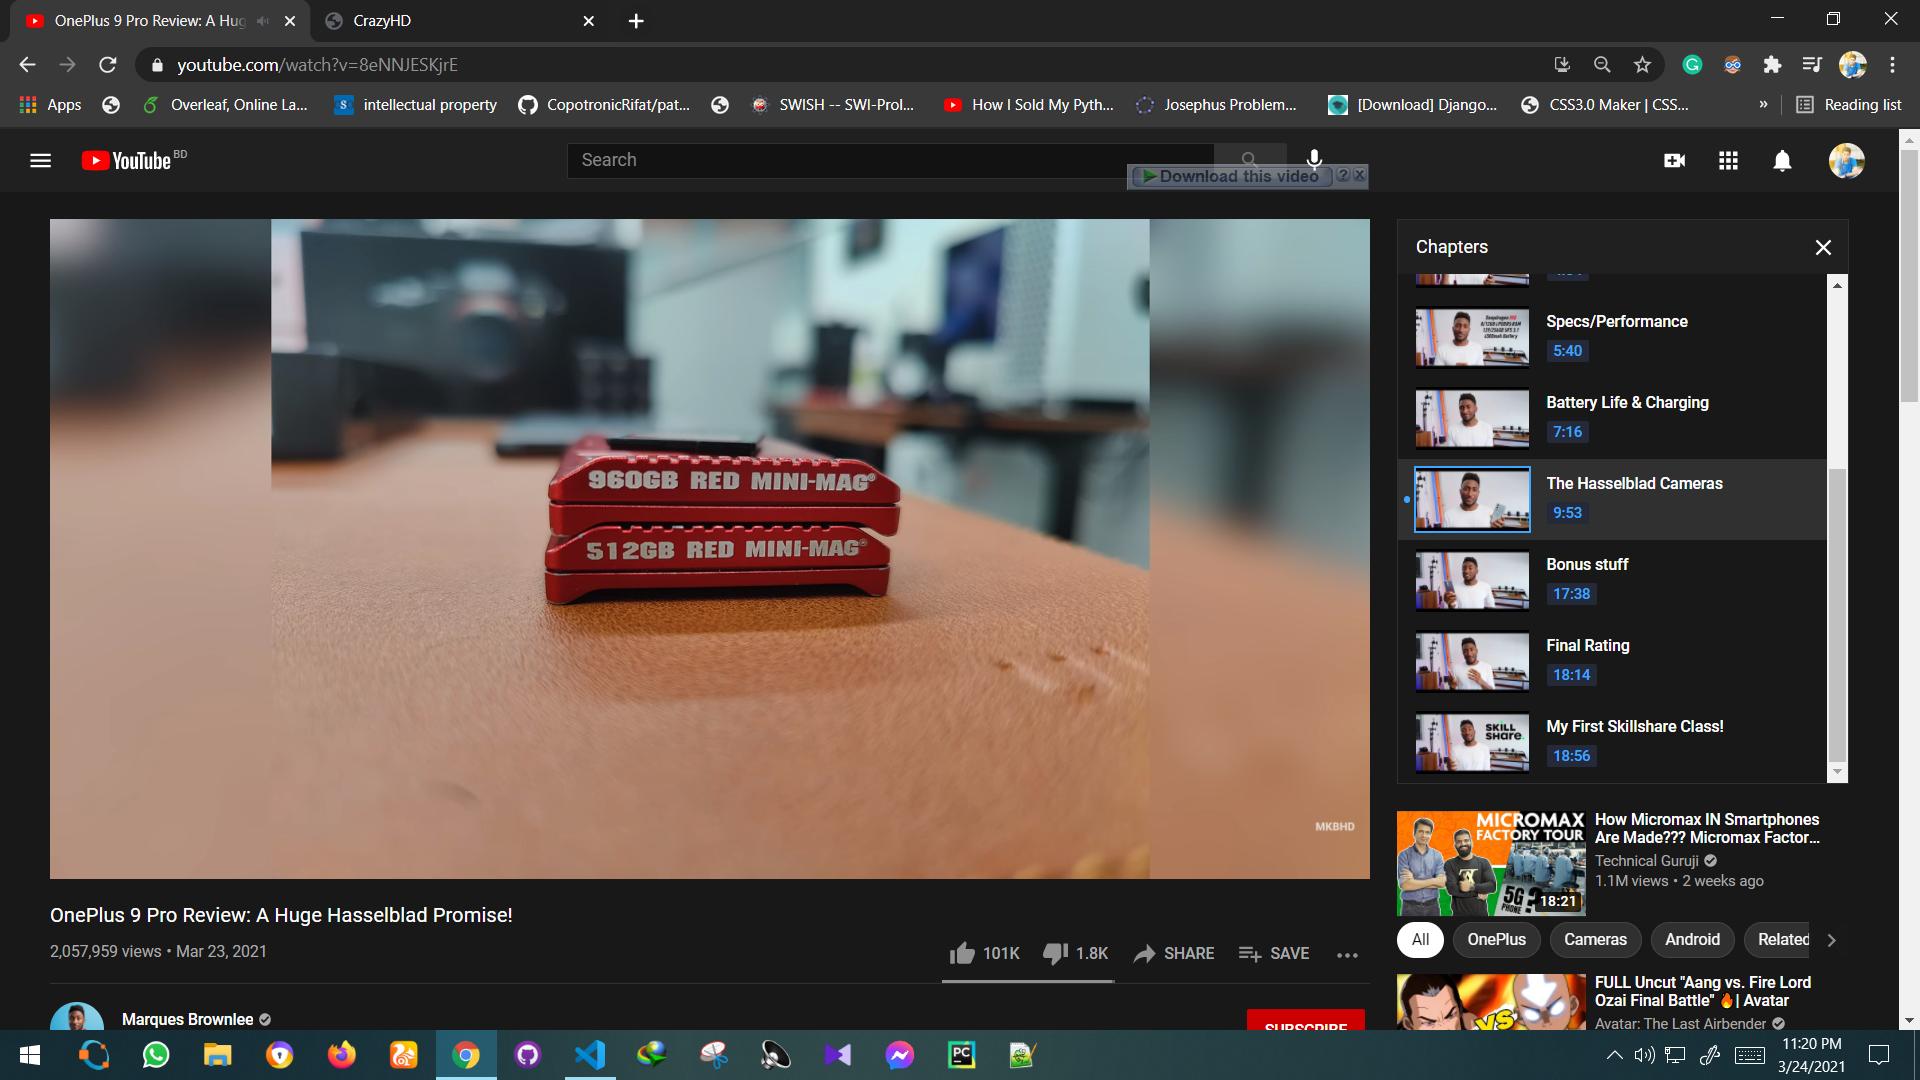 OnePlus 9 Pro Review: A Hug
CrazyHD
youtube.com/watch?v=8eNNJESKjrE
Apps
Overleaf, Online La...
intellectual property
CopotronicRifat/pat...
SWISH -- SWI-Prol...
How I Sold My Pyth...
Josephus Problem...
[Download] Django...
CSS3.0 Maker | CSS...
»
Reading list
YouTube BD
Search
Download this video
?
960GB RED MINI-MAG®
512GB RED MINI-MAG®
MKBHD
Chapters
Specs/Performance
5:40
Battery Life & Charging
7:16
The Hasselblad Cameras
9:53
Bonus stuff
17:38
Final Rating
18:14
SKILL
SHARE.
My First Skillshare Class!
18:56
OnePlus 9 Pro Review: A Huge Hasselblad Promise!
2,057,959 views • Mar 23, 2021
101K
1.8K
SHARE
SAVE
Marques Brownlee
SUBSCRIBE
MICROMAX
FACTORY TOUR
5G ?
PHONE
18:21
How Micromax IN Smartphones
Are Made??? Micromax Factor...
Technical Guruji
1.1M views • 2 weeks ago
All
OnePlus
Cameras
Android
Related
VS
FULL Uncut "Aang vs. Fire Lord
Ozai Final Battle" 🔥| Avatar
Avatar: The Last Airbender
PC
11:20 PM
3/24/2021